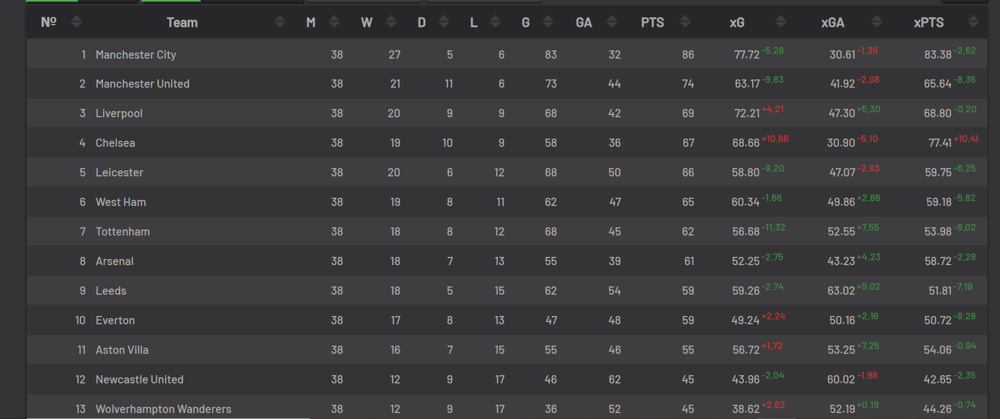 Nº Team M W D L G GA PTS xG xGA xPTS
1 Manchester City 38 27 5 6 83 32 86 77.72 -5.28 30.61 -1.39 83.38 -2.62
2 Manchester United 38 21 11 6 73 44 74 63.17 -9.83 41.92 -2.08 65.64 -8.36
3 Liverpool 38 20 9 9 68 42 69 72.21 +4.21 47.30 +5.30 68.80 -0.20
4 Chelsea 38 19 10 9 58 36 67 68.66 +10.66 30.90 -5.10 77.41 +10.41
5 Leicester 38 20 6 12 68 50 66 58.80 -9.20 47.07 -2.93 59.75 -6.25
6 West Ham 38 19 8 11 62 47 65 60.34 -1.66 49.86 +2.86 59.18 -5.82
7 Tottenham 38 18 8 12 68 45 62 56.68 -11.32 52.55 +7.55 53.98 -8.02
8 Arsenal 38 18 7 13 55 39 61 52.25 -2.75 43.23 +4.23 58.72 -2.28
9 Leeds 38 18 5 15 62 54 59 59.26 -2.74 63.02 +9.02 51.81 -7.19
10 Everton 38 17 8 13 47 48 59 49.24 +2.24 50.16 +2.16 50.72 -8.28
11 Aston Villa 38 16 7 15 55 46 55 56.72 +1.72 53.25 +7.25 54.06 -0.94
12 Newcastle United 38 12 9 17 46 62 45 43.96 -2.04 60.02 -1.98 42.65 -2.35
13 Wolverhampton Wanderers 38 12 9 17 36 52 45 38.62 +2.62 52.19 +0.19 44.26 -0.74